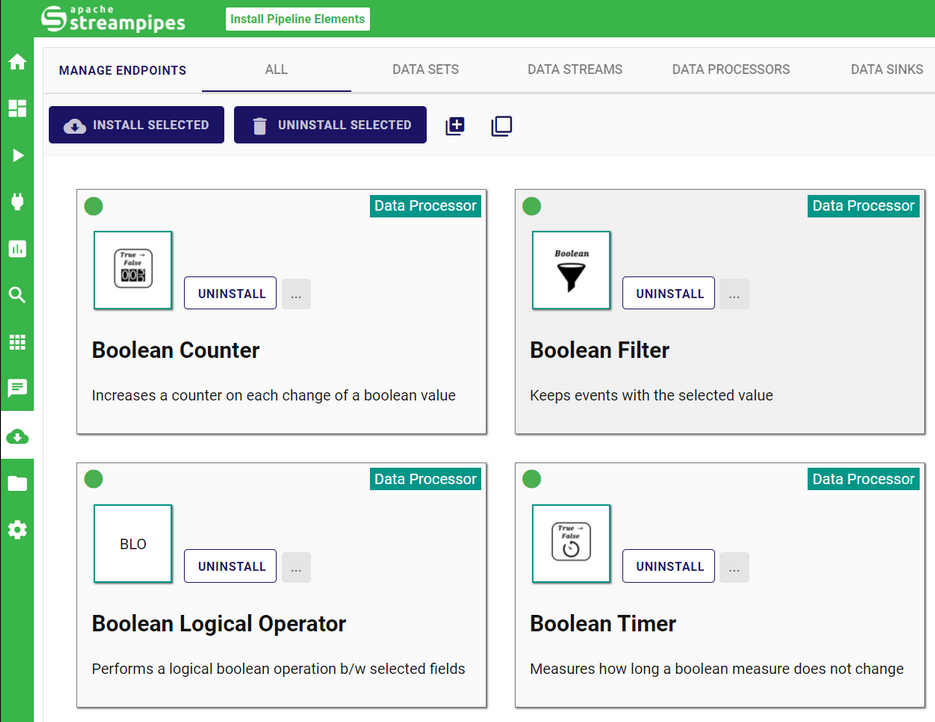 apache
streampipes
Install Pipeline Elements
MANAGE ENDPOINTS
ALL
DATA SETS
DATA STREAMS
DATA PROCESSORS
DATA SINKS
INSTALL SELECTED
UNINSTALL SELECTED
Data Processor
True →
False
UNINSTALL
...
Boolean Counter
Increases a counter on each change of a boolean value
Data Processor
Boolean
UNINSTALL
...
Boolean Filter
Keeps events with the selected value
Data Processor
BLO
UNINSTALL
...
Boolean Logical Operator
Performs a logical boolean operation b/w selected fields
Data Processor
True →
False
UNINSTALL
...
Boolean Timer
Measures how long a boolean measure does not change